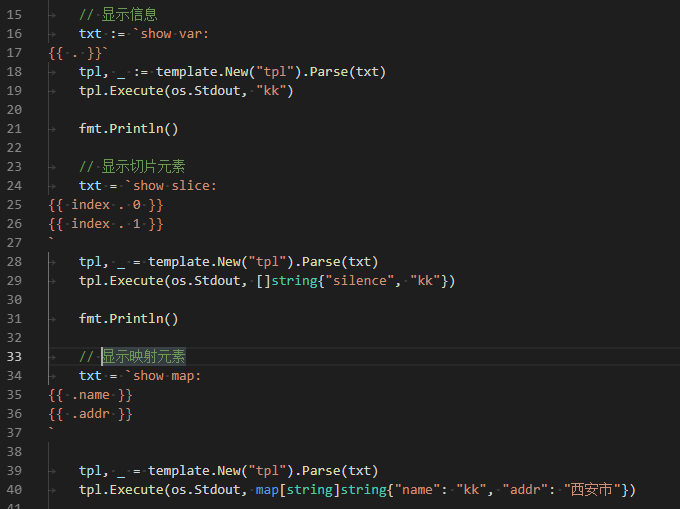 15 // 显示信息
16 txt := `show var:
17 {{ . }}`
18 tpl, _ := template.New("tpl").Parse(txt)
19 tpl.Execute(os.Stdout, "kk")
20
21 fmt.Println()
22
23 // 显示切片元素
24 txt = `show slice:
25 {{ index . 0 }}
26 {{ index . 1 }}
27 `
28 tpl, _ = template.New("tpl").Parse(txt)
29 tpl.Execute(os.Stdout, []string{"silence", "kk"})
30
31 fmt.Println()
32
33 // 显示映射元素
34 txt = `show map:
35 {{ .name }}
36 {{ .addr }}
37 `
38
39 tpl, _ = template.New("tpl").Parse(txt)
40 tpl.Execute(os.Stdout, map[string]string{"name": "kk", "addr": "西安市"})